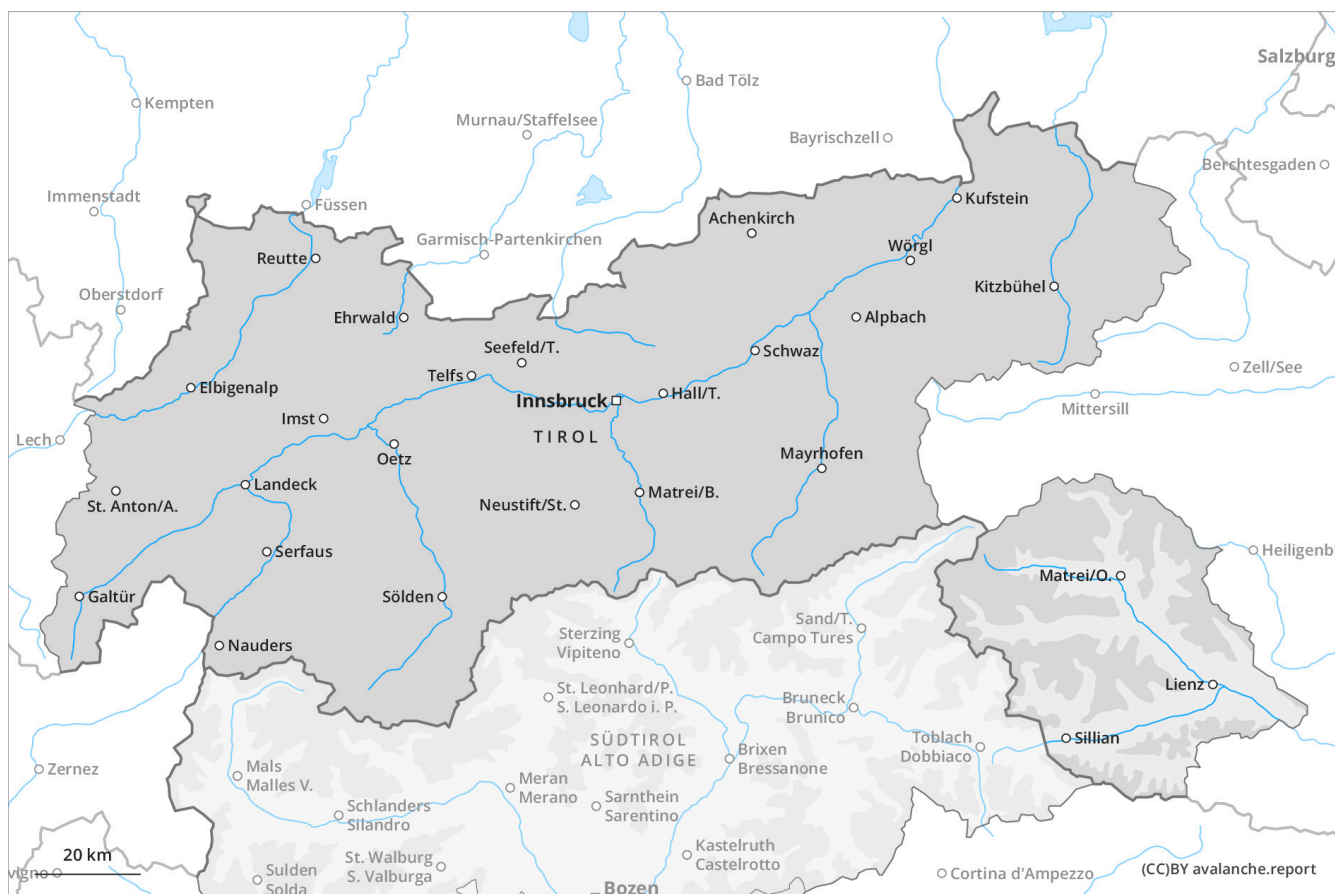 Salzburg
Bad Tölz
Kempten
Murnau/Staffelsee
Bayrischzell
Berchtesgaden
Immenstadt
Füssen
Kufstein
Achenkirch
Garmisch-Partenkirchen
Wörgl
Reutte
Kitzbühel
Oberstdorf
Ehrwald
Alpbach
Seefeld/T.
Schwaz
Zell/See
Telfs
Elbigenalp
Hall/T.
Innsbruck
Mittersill
Imst
TIROL
Lech
Oetz
Mayrhofen
Landeck
Matrei/B.
St. Anton/A.
Neustift/St.
Serfaus
Heiligenb
Matrei/O.
Galtür
Sölden
Sand/T.
Campo Tures
Sterzing
Vipiteno
Nauders
Lienz
St. Leonhard/P.
S. Leonardo i. P.
Bruneck
Brunico
SÜDTIROL
ALTO ADIGE
Sillian
Toblach
Dobbiaco
Brixen
Bressanone
Zernez
Mals
Malles V.
Meran
Merano
Schlanders
Silandro
Sarnthein
Sarentino
20 km
Kastelruth
Castelrotto
St. Walburg
S. Valburga
vigno
Sulden
Solda
Cortina d'Ampezzo
(CC)BY avalanche.report
Bozen